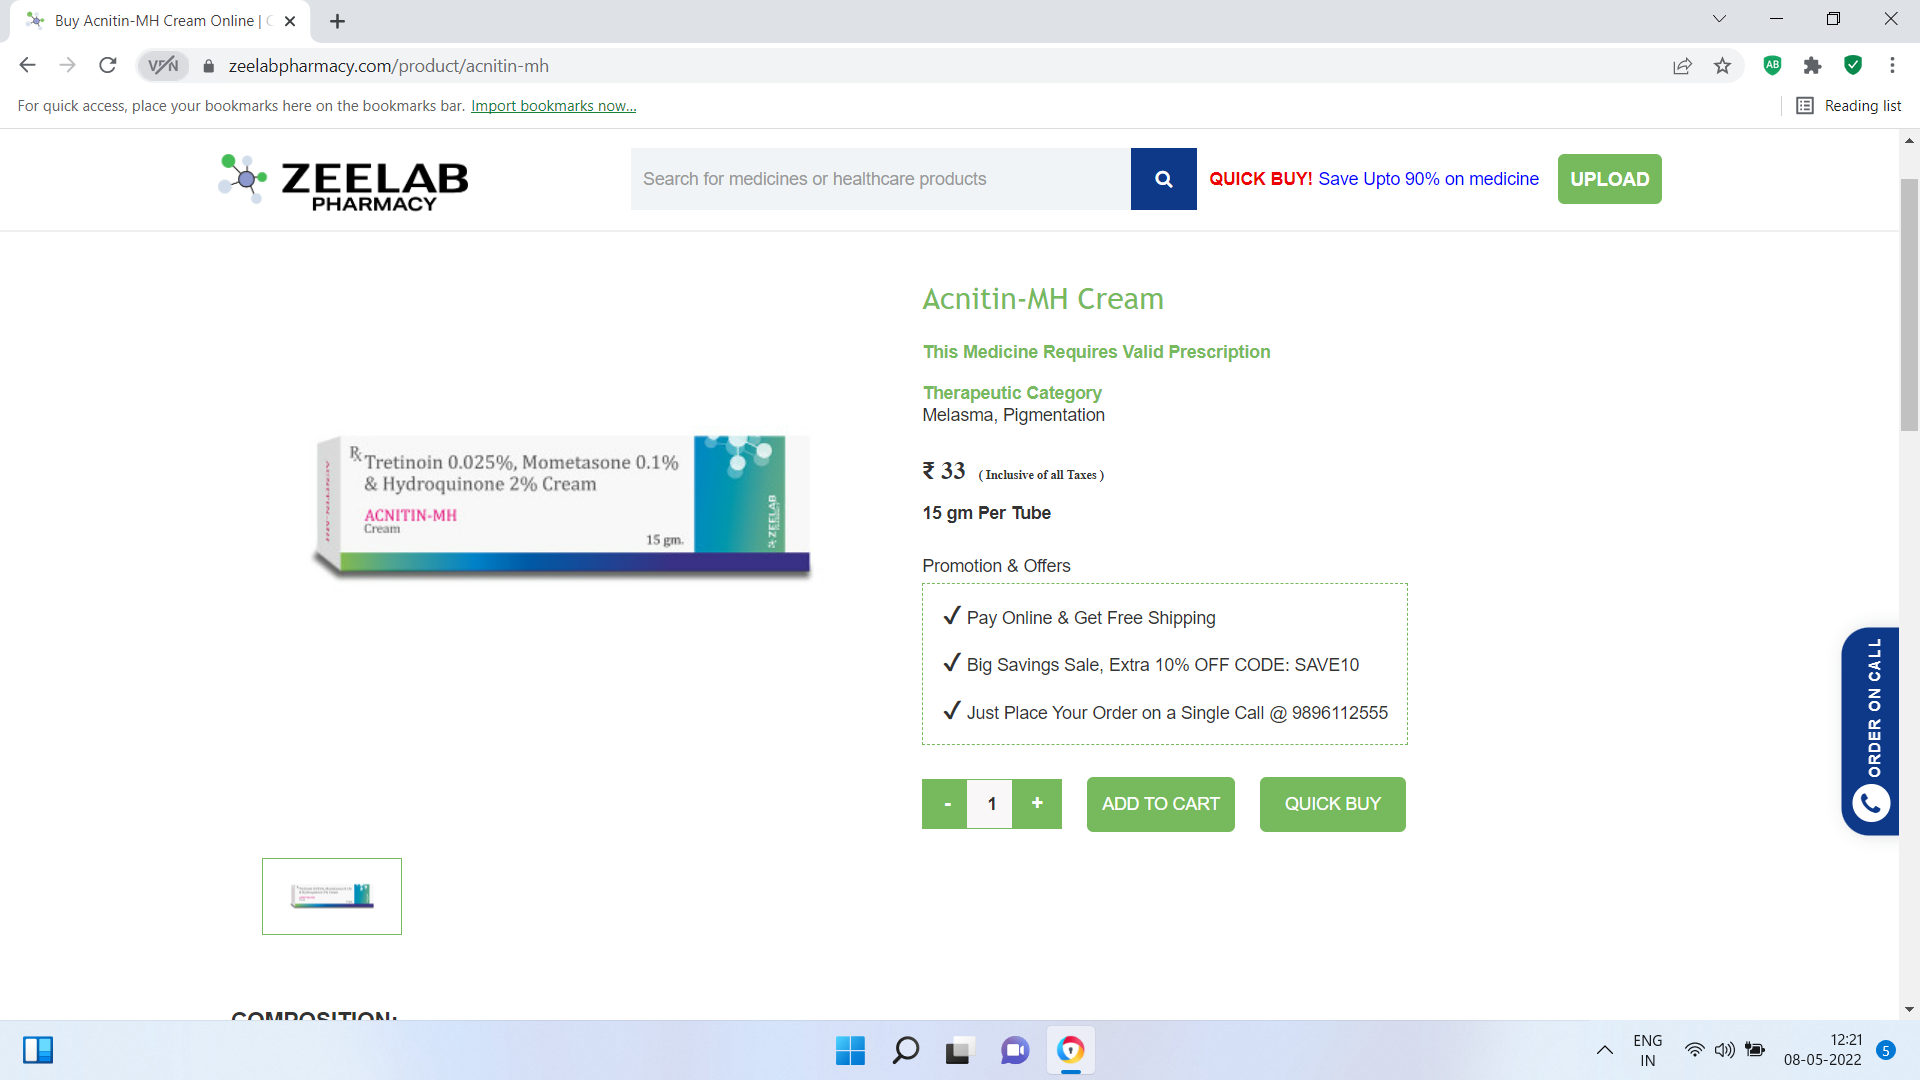 Buy Acnitin-MH Cream Online | C
VPN
zeelabpharmacy.com/product/acnitin-mh
AB
For quick access, place your bookmarks here on the bookmarks bar. Import bookmarks now...
Reading list
ZEELAB
PHARMACY
Search for medicines or healthcare products
QUICK BUY! Save Upto 90% on medicine
UPLOAD
Acnitin-MH Cream
This Medicine Requires Valid Prescription
Therapeutic Category
Melasma, Pigmentation
₹ 33 ( Inclusive of all Taxes )
15 gm Per Tube
Promotion & Offers
✓ Pay Online & Get Free Shipping
✓ Big Savings Sale, Extra 10% OFF CODE: SAVE10
✓ Just Place Your Order on a Single Call @ 9896112555
- 1 + ADD TO CART QUICK BUY
Rx Tretinoin 0.025%, Mometasone 0.1%
& Hydroquinone 2% Cream
ACNITIN-MH
Cream
15 gm.
ACNITIN-MH
ZEELAB
ORDER ON CALL
COMPOSITION:
ENG
IN
12:21
08-05-2022
5